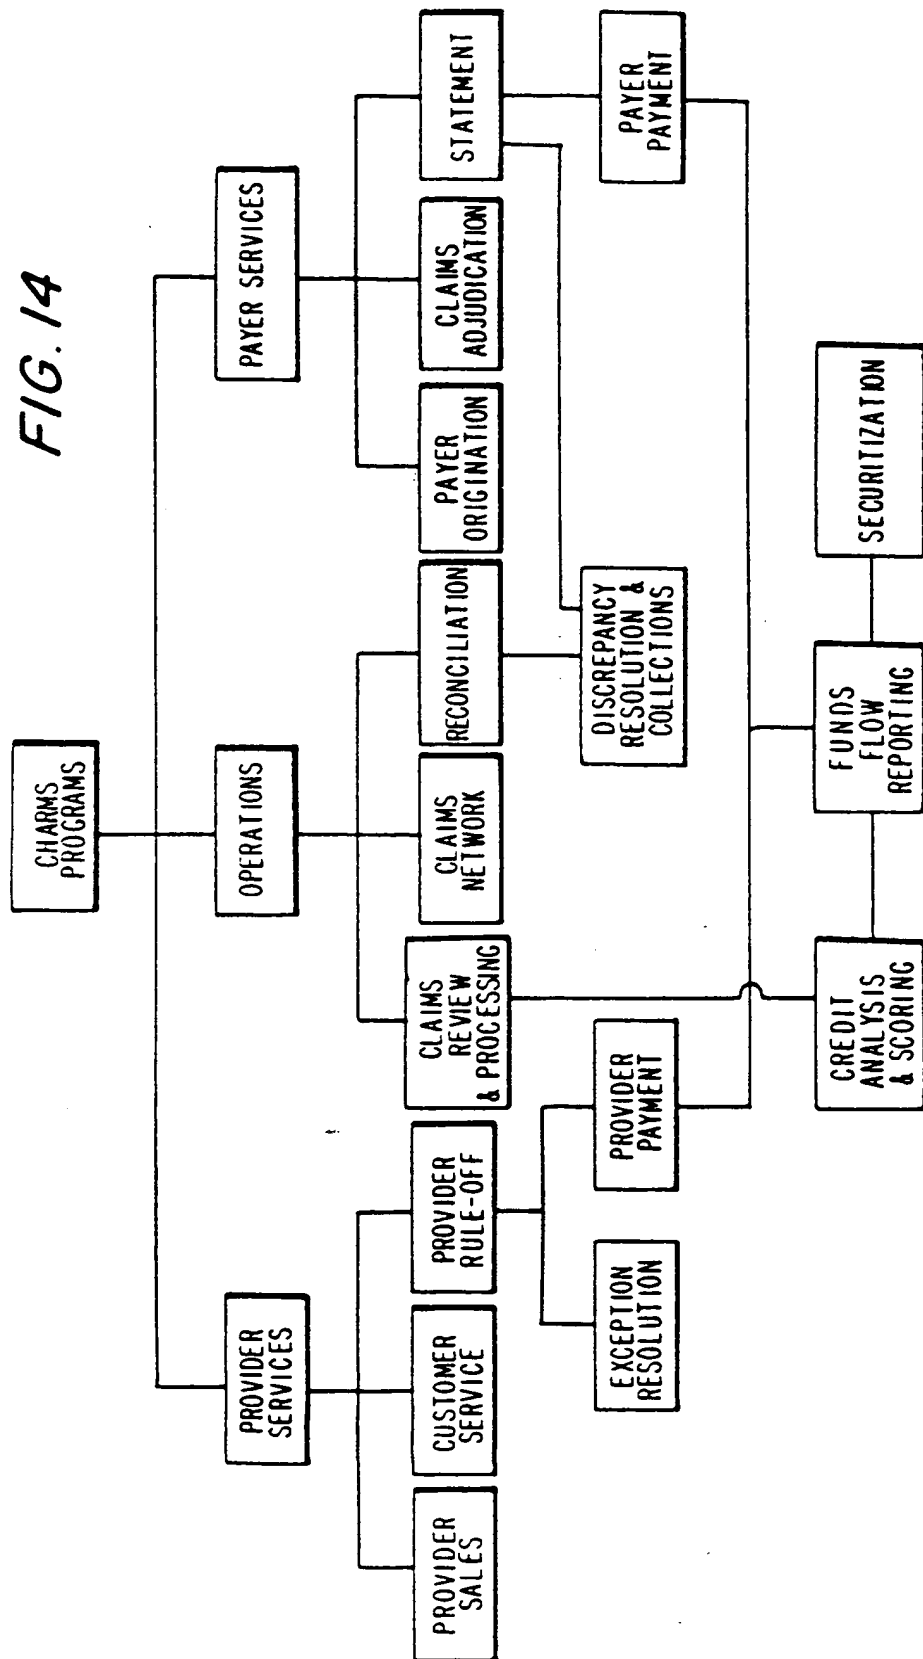 FIG. 14
CHARMS
PROGRAMS
PROVIDER
SERVICES
OPERATIONS
PAYER SERVICES
PROVIDER
SALES
CUSTOMER
SERVICE
PROVIDER
RULE-OFF
CLAIMS
REVIEW
& PROCESSING
CLAIMS
NETWORK
RECONCILIATION
PAYER
ORIGINATION
CLAIMS
ADJUDICATION
STATEMENT
EXCEPTION
RESOLUTION
PROVIDER
PAYMENT
DISCREPANCY
RESOLUTION &
COLLECTIONS
PAYER
PAYMENT
CREDIT
ANALYSIS
& SCORING
FUNDS
FLOW
REPORTING
SECURITIZATION